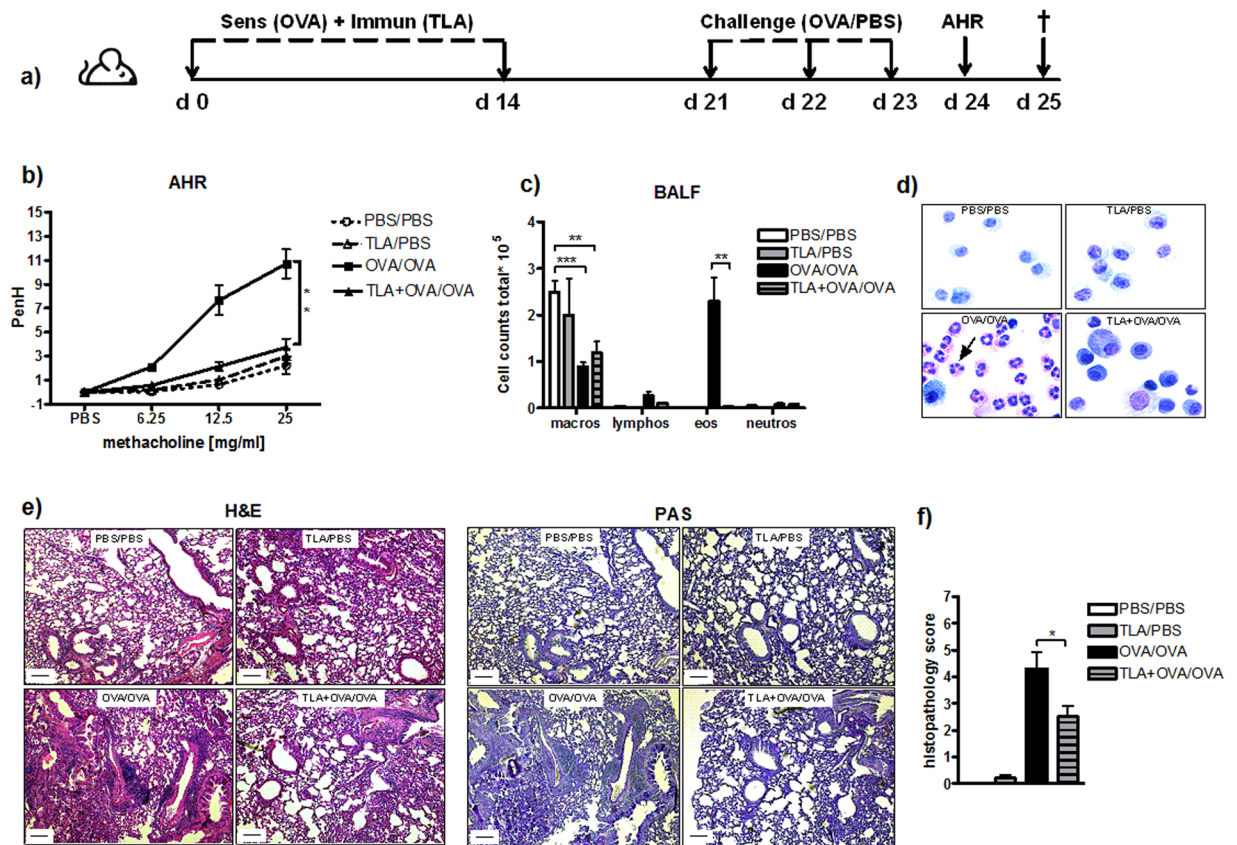 a)
Sens (OVA) + Immun (TLA)
Challenge (OVA/PBS)
AHR
†
d 0
d 14
d 21
d 22
d 23
d 24
d 25
b)
AHR
PenH
15
13
11
9
7
5
3
1
-1
PBS
6.25
12.5
25
methacholine [mg/ml]
**
PBS/PBS
TLA/PBS
OVA/OVA
TLA+OVA/OVA
c)
BALF
Cell counts total* 10⁵
4
3
2
1
0
**
***
**
macros
lymphos
eos
neutros
PBS/PBS
TLA/PBS
OVA/OVA
TLA+OVA/OVA
d)
PBS/PBS
TLA/PBS
OVA/OVA
TLA+OVA/OVA
e)
H&E
PBS/PBS
TLA/PBS
OVA/OVA
TLA+OVA/OVA
PAS
PBS/PBS
TLA/PBS
OVA/OVA
TLA+OVA/OVA
f)
histopathology score
7
6
5
4
3
2
1
0
*
PBS/PBS
TLA/PBS
OVA/OVA
TLA+OVA/OVA